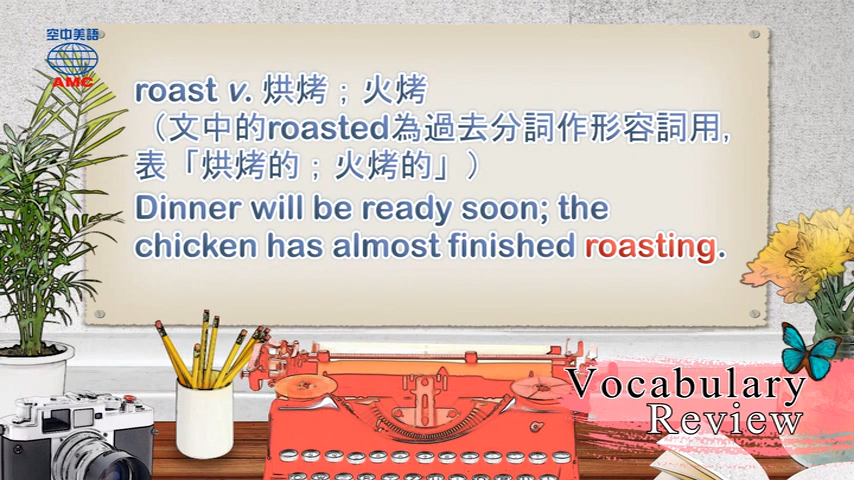 空中美語
AMC
roast v. 烘烤；火烤
（文中的roasted為過去分詞作形容詞用,
表「烘烤的；火烤的」）
Dinner will be ready soon; the
chicken has almost finished roasting.
Vocabulary
Review